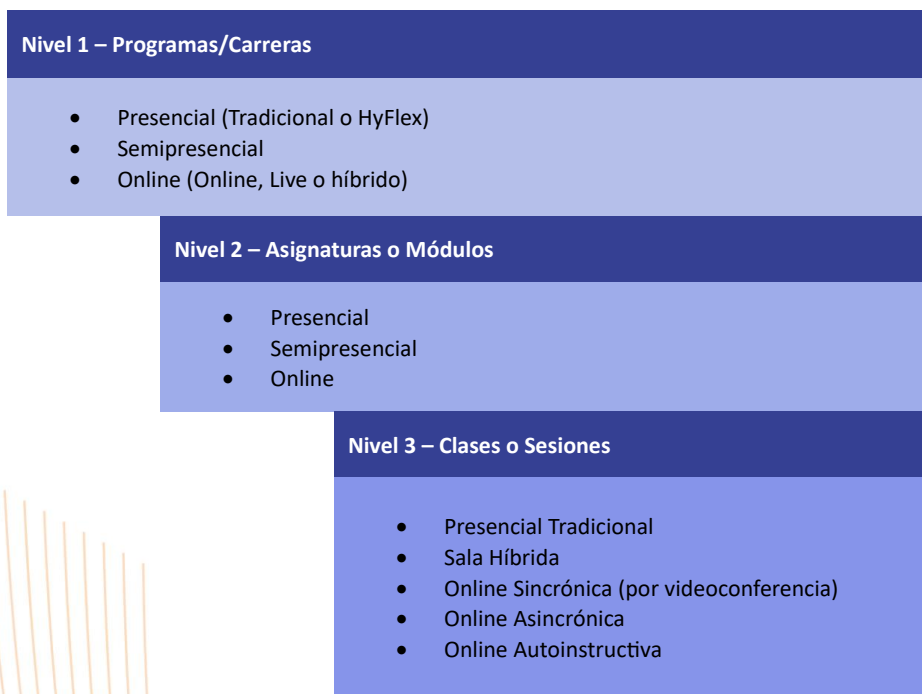 Nivel 1 – Programas/Carreras
• Presencial (Tradicional o HyFlex)
• Semipresencial
• Online (Online, Live o híbrido)
Nivel 2 – Asignaturas o Módulos
• Presencial
• Semipresencial
• Online
Nivel 3 – Clases o Sesiones
• Presencial Tradicional
• Sala Híbrida
• Online Sincrónica (por videoconferencia)
• Online Asincrónica
• Online Autoinstructiva